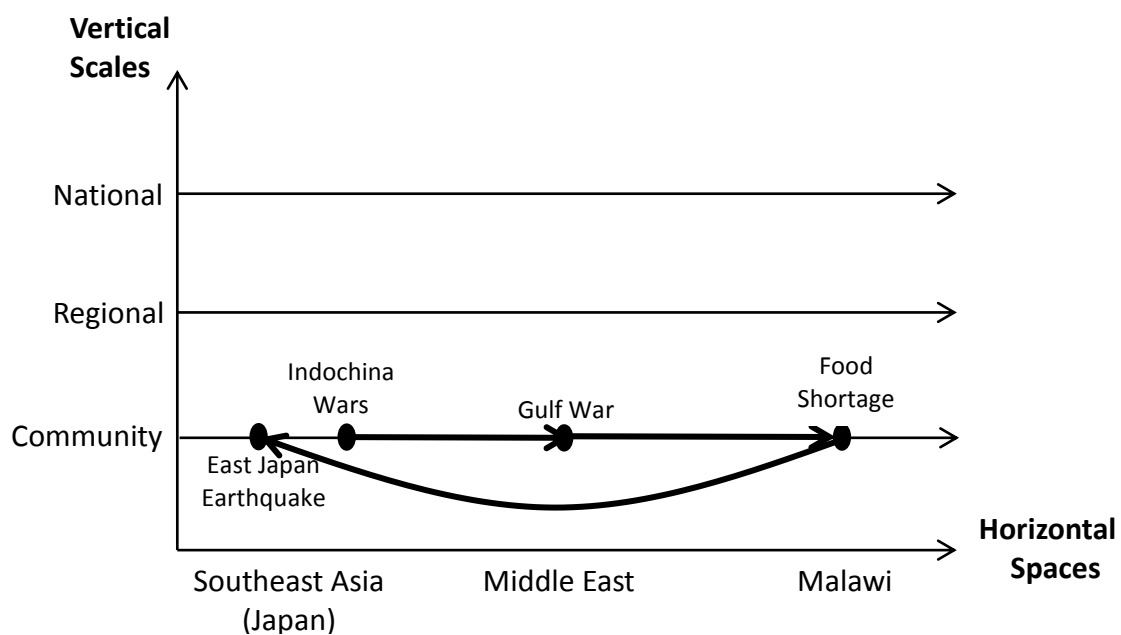 Vertical
Scales
National
Regional
Indochina
Wars
Gulf War
Food
Shortage
Community
East Japan
Earthquake
Horizontal
Spaces
Southeast Asia
(Japan)
Middle East
Malawi